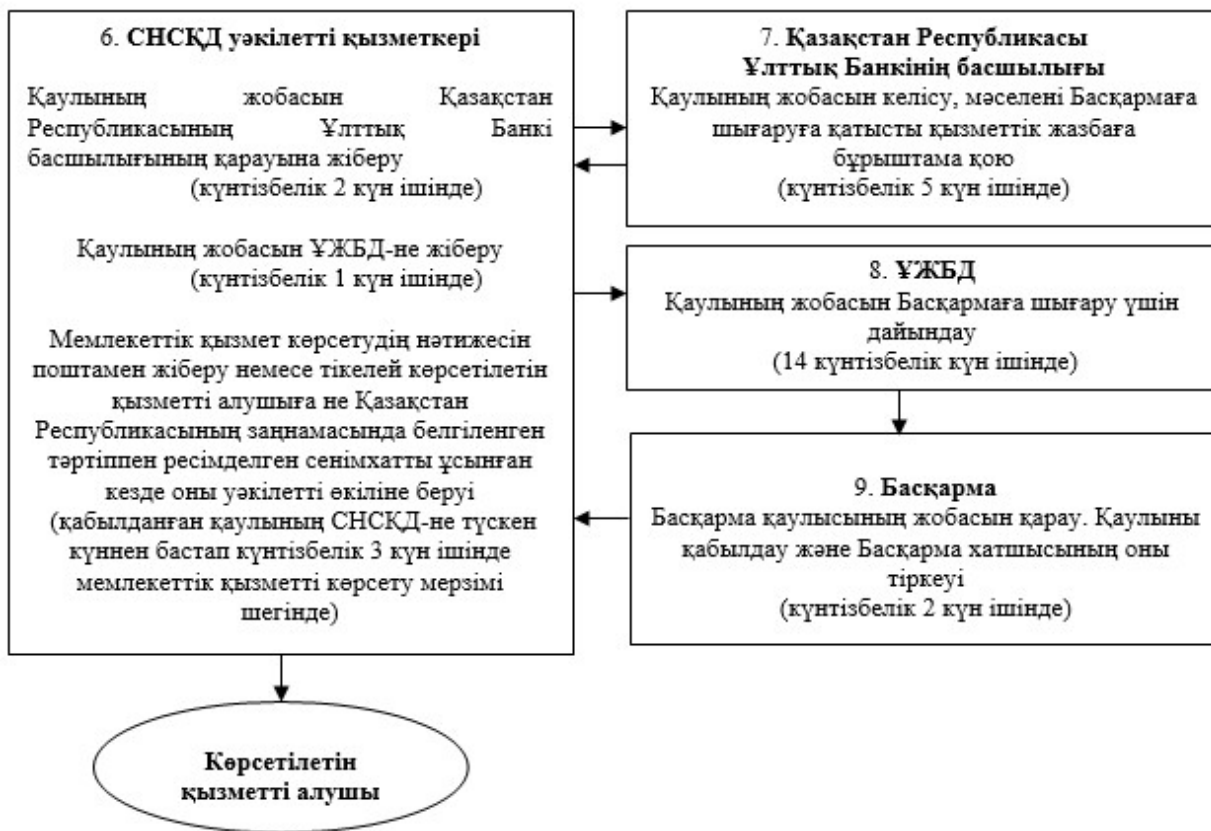 6. СНСҚД уәкілетті қызметкері
Қаулының жобасын Қазақстан
Республикасының Ұлттық Банкі
басшылығының қарауына жіберу
(күнтізбелік 2 күн ішінде)
Қаулының жобасын ҰЖБД-не жіберу
(күнтізбелік 1 күн ішінде)
Мемлекеттік қызмет көрсетудің нәтижесін
поштамен жіберу немесе тікелей көрсетілетін
қызметті алушыға не Қазақстан
Республикасының заңнамасында белгіленген
тәртіппен ресімделген сенімхатты ұсынған
кезде оны уәкілетті өкіліне беруі
(қабылданған қаулының СНСҚД-не түскен
күннен бастап күнтізбелік 3 күн ішінде
мемлекеттік қызметті көрсету мерзімі
шегінде)
7. Қазақстан Республикасы
Ұлттық Банкінің басшылығы
Қаулының жобасын келісу, мәселені Басқармаға
шығаруға қатысты қызметтік жазбаға
бұрыштама қою
(күнтізбелік 5 күн ішінде)
8. ҰЖБД
Қаулының жобасын Басқармаға шығару үшін
дайындау
(14 күнтізбелік күн ішінде)
9. Басқарма
Басқарма қаулысының жобасын қарау. Қаулыны
қабылдау және Басқарма хатшысының оны
тіркеуі
(күнтізбелік 2 күн ішінде)
Көрсетілетін
қызметті алушы